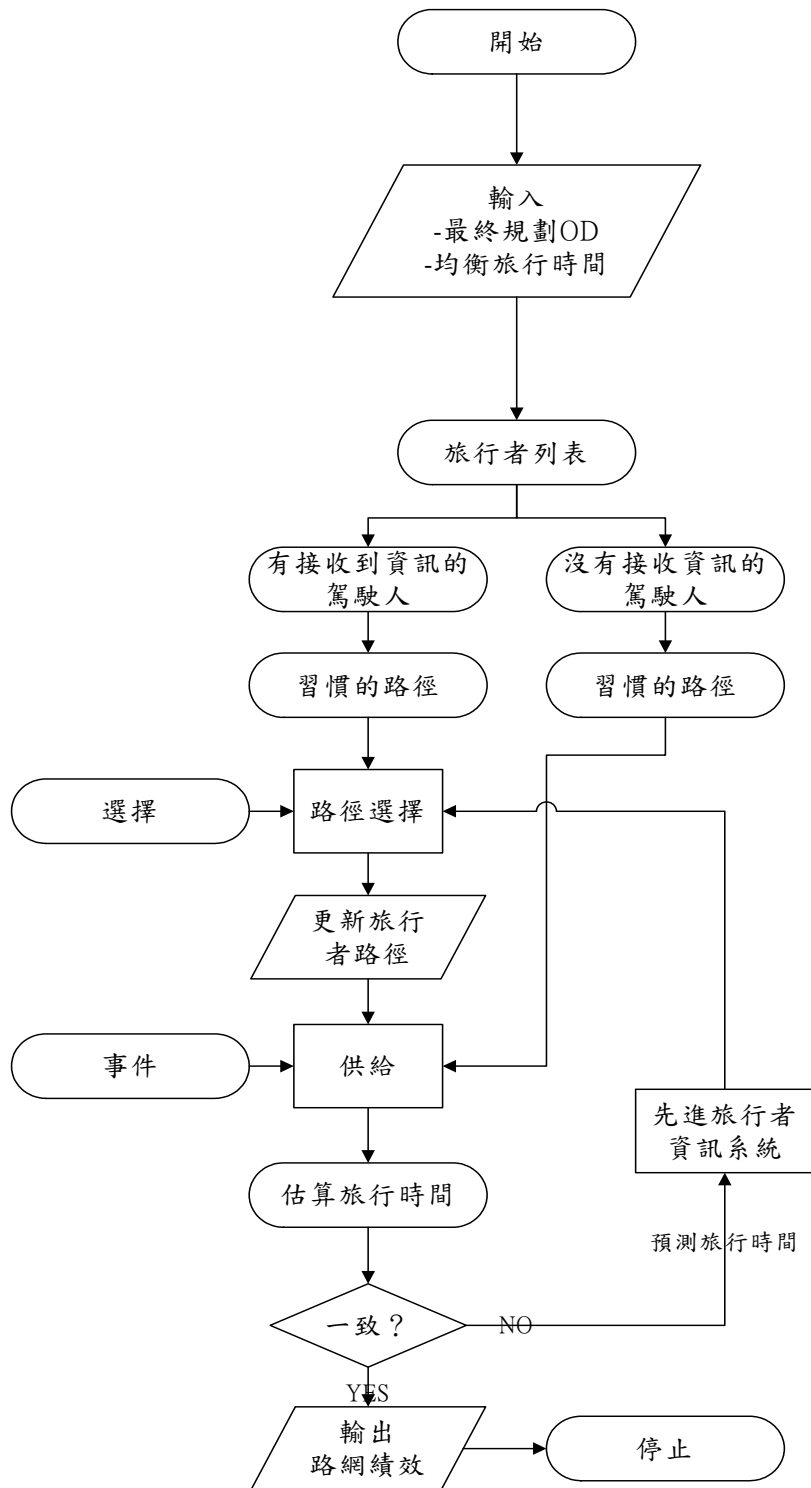 開始
輸入
-最終規劃OD
-均衡旅行時間
旅行者列表
有接收到資訊的
駕駛人
沒有接收資訊的
駕駛人
習慣的路徑
習慣的路徑
選擇
路徑選擇
更新旅行
者路徑
事件
供給
先進旅行者
資訊系統
估算旅行時間
預測旅行時間
一致？
NO
YES
輸出
路網績效
停止